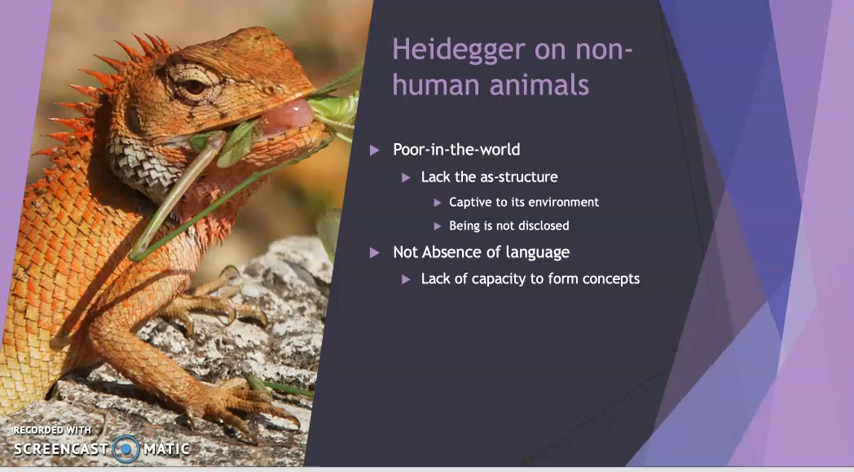 Heidegger on non-
human animals
Poor-in-the-world
Lack the as-structure
Captive to its environment
Being is not disclosed
Not Absence of language
Lack of capacity to form concepts
RECORDED WITH
SCREENCAST MATIC